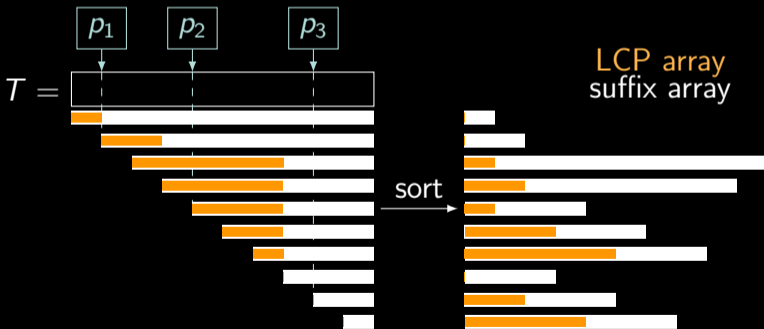 p1 p2 p3
LCP array
suffix array
T =
sort